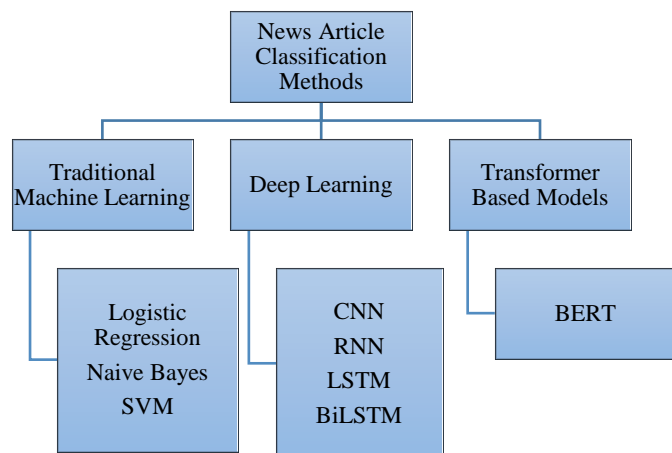 News Article
Classification
Methods
Traditional
Machine Learning
Deep Learning
Transformer
Based Models
Logistic
Regression
Naive Bayes
SVM
CNN
RNN
LSTM
BiLSTM
BERT